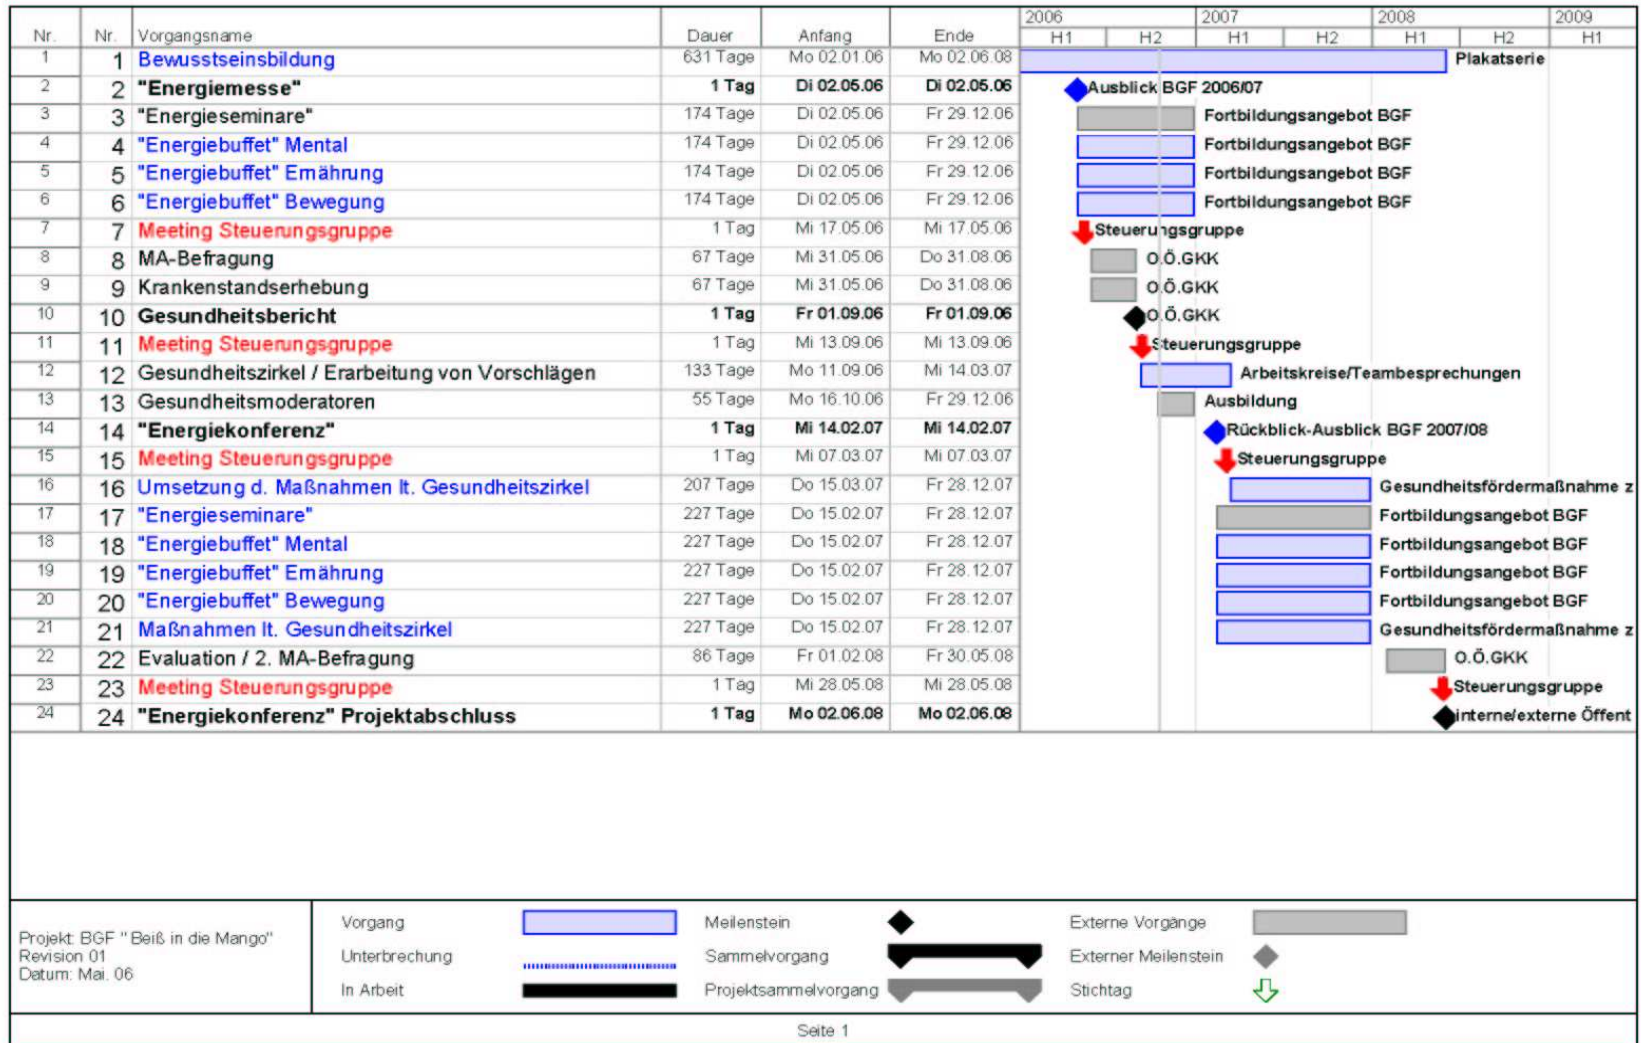 2006 2007 2008 2009
Nr. Nr. Vorgangsname Dauer Anfang Ende H1 H2 H1 H2 H1 H2 H1
1 1 Bewusstseinsbildung 631 Tage Mo 02.01.06 Mo 02.06.08 Plakatserie
2 2 "Energiemesse" 1 Tag Di 02.05.06 Di 02.05.06 Ausblick BGF 2006/07
3 3 "Energieseminare" 174 Tage Di 02.05.06 Fr 29.12.06 Fortbildungsangebot BGF
4 4 "Energiebuffet" Mental 174 Tage Di 02.05.06 Fr 29.12.06 Fortbildungsangebot BGF
5 5 "Energiebuffet" Ernährung 174 Tage Di 02.05.06 Fr 29.12.06 Fortbildungsangebot BGF
6 6 "Energiebuffet" Bewegung 174 Tage Di 02.05.06 Fr 29.12.06 Fortbildungsangebot BGF
7 7 Meeting Steuerungsgruppe 1 Tag Mi 17.05.06 Mi 17.05.06 Steuerungsgruppe
8 8 MA-Befragung 67 Tage Mi 31.05.06 Do 31.08.06 O.Ö.GKK
9 9 Krankenstandserhebung 67 Tage Mi 31.05.06 Do 31.08.06 O.Ö.GKK
10 10 Gesundheitsbericht 1 Tag Fr 01.09.06 Fr 01.09.06 O.Ö.GKK
11 11 Meeting Steuerungsgruppe 1 Tag Mi 13.09.06 Mi 13.09.06 Steuerungsgruppe
12 12 Gesundheitszirkel / Erarbeitung von Vorschlägen 133 Tage Mo 11.09.06 Mi 14.03.07 Arbeitskreise/Teambesprechungen
13 13 Gesundheitsmoderatoren 55 Tage Mo 16.10.06 Fr 29.12.06 Ausbildung
14 14 "Energiekonferenz" 1 Tag Mi 14.02.07 Mi 14.02.07 Rückblick-Ausblick BGF 2007/08
15 15 Meeting Steuerungsgruppe 1 Tag Mi 07.03.07 Mi 07.03.07 Steuerungsgruppe
16 16 Umsetzung d. Maßnahmen lt. Gesundheitszirkel 207 Tage Do 15.03.07 Fr 28.12.07 Gesundheitsfördermaßnahme z
17 17 "Energieseminare" 227 Tage Do 15.02.07 Fr 28.12.07 Fortbildungsangebot BGF
18 18 "Energiebuffet" Mental 227 Tage Do 15.02.07 Fr 28.12.07 Fortbildungsangebot BGF
19 19 "Energiebuffet" Ernährung 227 Tage Do 15.02.07 Fr 28.12.07 Fortbildungsangebot BGF
20 20 "Energiebuffet" Bewegung 227 Tage Do 15.02.07 Fr 28.12.07 Fortbildungsangebot BGF
21 21 Maßnahmen lt. Gesundheitszirkel 227 Tage Do 15.02.07 Fr 28.12.07 Gesundheitsfördermaßnahme z
22 22 Evaluation / 2. MA-Befragung 86 Tage Fr 01.02.08 Fr 30.05.08 O.Ö.GKK
23 23 Meeting Steuerungsgruppe 1 Tag Mi 28.05.08 Mi 28.05.08 Steuerungsgruppe
24 24 "Energiekonferenz" Projektabschluss 1 Tag Mo 02.06.08 Mo 02.06.08 interne/externe Öffent
Projekt: BGF "Beiß in die Mango"
Revision 01
Datum: Mai. 06
Vorgang Meilenstein Externe Vorgänge
Unterbrechung Sammelvorgang Externer Meilenstein
In Arbeit Projektsammelvorgang Stichtag
Seite 1